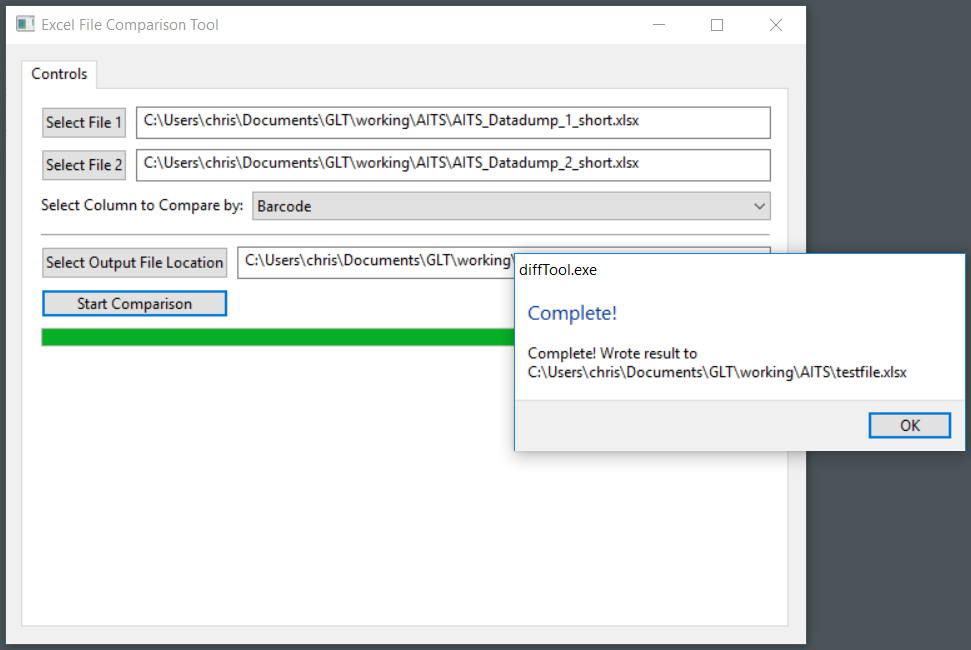 Excel File Comparison Tool
Controls
Select File 1 C:\Users\chris\Documents\GLT\working\AITS\AITS_Datadump_1_short.xlsx
Select File 2 C:\Users\chris\Documents\GLT\working\AITS\AITS_Datadump_2_short.xlsx
Select Column to Compare by: Barcode
Select Output File Location C:\Users\chris\Documents\GLT\working\
Start Comparison
diffTool.exe
Complete!
Complete! Wrote result to
C:\Users\chris\Documents\GLT\working\AITS\testfile.xlsx
OK